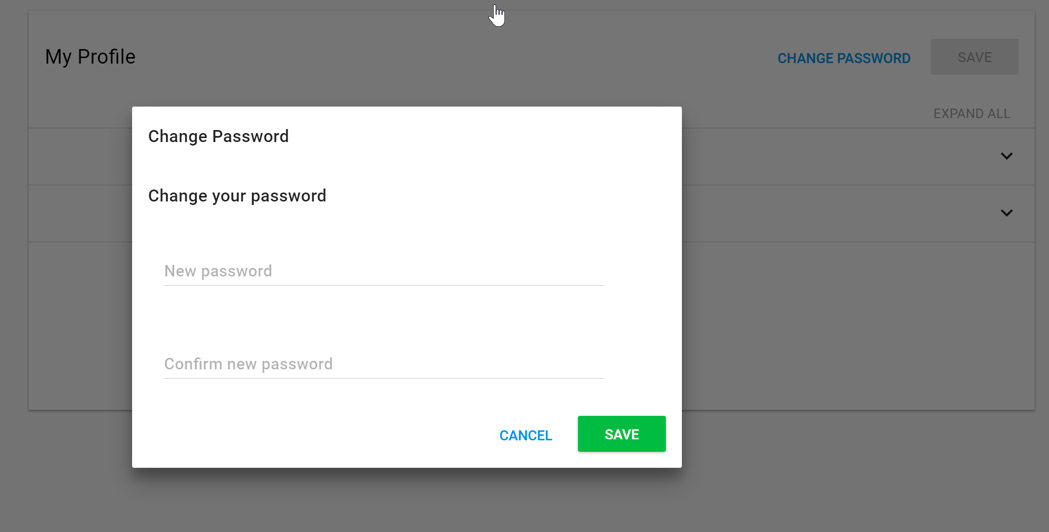 My Profile
CHANGE PASSWORD
SAVE
EXPAND ALL
Change Password
Change your password
New password
Confirm new password
CANCEL
SAVE